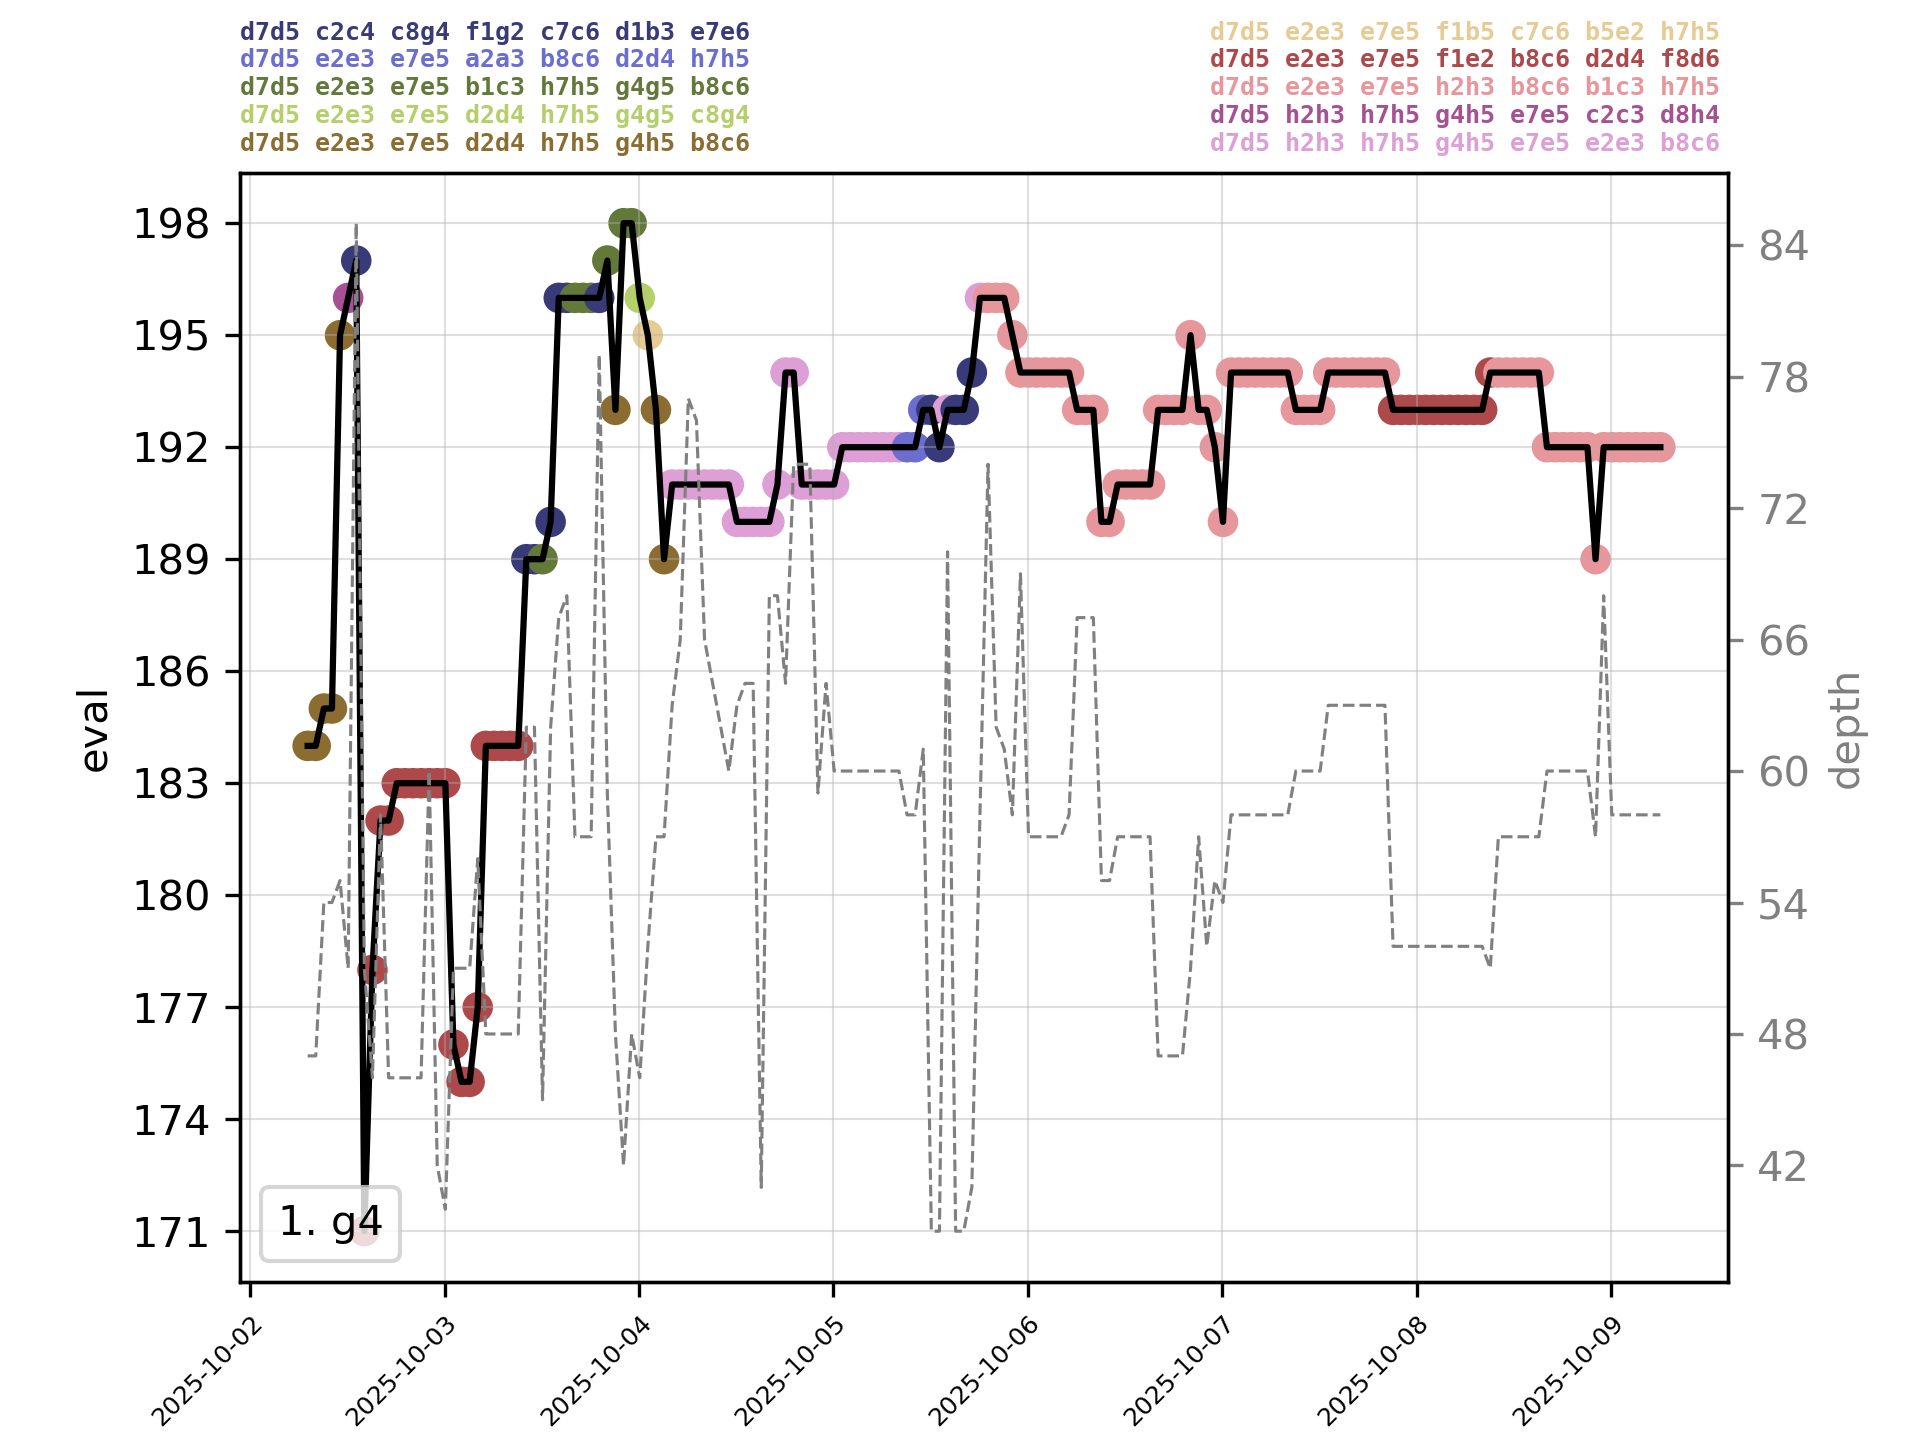 d7d5 c2c4 c8g4 f1g2 c7c6 d1b3 e7e6
d7d5 e2e3 e7e5 a2a3 b8c6 d2d4 h7h5
d7d5 e2e3 e7e5 b1c3 h7h5 g4g5 b8c6
d7d5 e2e3 e7e5 d2d4 h7h5 g4g5 c8g4
d7d5 e2e3 e7e5 d2d4 h7h5 g4h5 b8c6
d7d5 e2e3 e7e5 f1b5 c7c6 b5e2 h7h5
d7d5 e2e3 e7e5 f1e2 b8c6 d2d4 f8d6
d7d5 e2e3 e7e5 h2h3 b8c6 b1c3 h7h5
d7d5 h2h3 h7h5 g4h5 e7e5 c2c3 d8h4
d7d5 h2h3 h7h5 g4h5 e7e5 e2e3 b8c6
198
195
192
189
186
183
180
177
174
171
eval
84
78
72
66
60
54
48
42
depth
1. g4
2025-10-02
2025-10-03
2025-10-04
2025-10-05
2025-10-06
2025-10-07
2025-10-08
2025-10-09